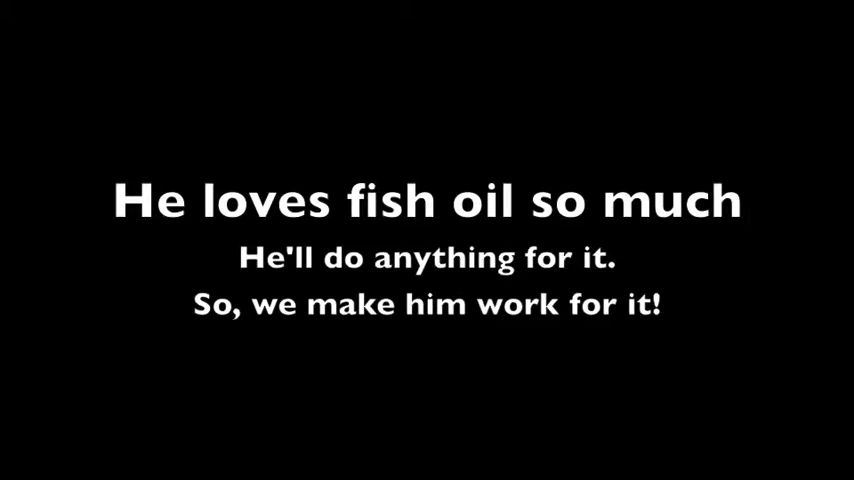 He loves fish oil so much
He'll do anything for it.
So, we make him work for it!